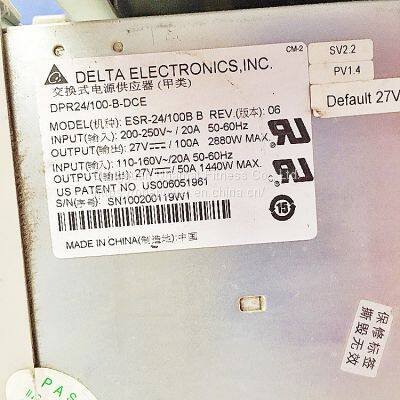 DELTA ELECTRONICS, INC.
CM-2
交换式电源供应器 (甲类)
DPR24/100-B-DCE
MODEL(机种): ESR-24/100B B REV.(版本): 06
INPUT(输入): 200-250V~/20A 50-60Hz
OUTPUT(输出): 27V⎓/ 100A 2880W MAX.
INPUT(输入): 110-160V~/20A 50-60Hz
OUTPUT(输出): 27V⎓/ 50A 1440W MAX.
US PATENT NO. US006051961
S/N(序号): SN100200119W1
MADE IN CHINA(制造地):中国
15
SV2.2
PV1.4
Default 27V
保修标签
撕毁无效
PAS